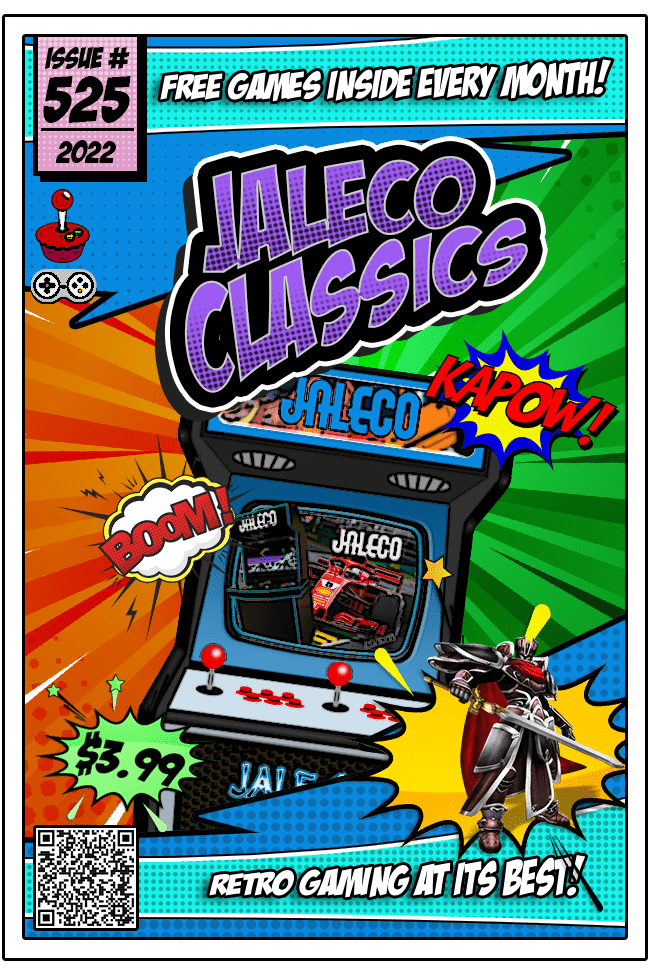 ISSUE #
525
2022
FREE GAMES INSIDE EVERY MONTH!
JALECO
CLASSICS
JALECO
KAPOW!
BOOM!
JALECO
JALECO
$3.99
RETRO GAMING AT ITS BEST!